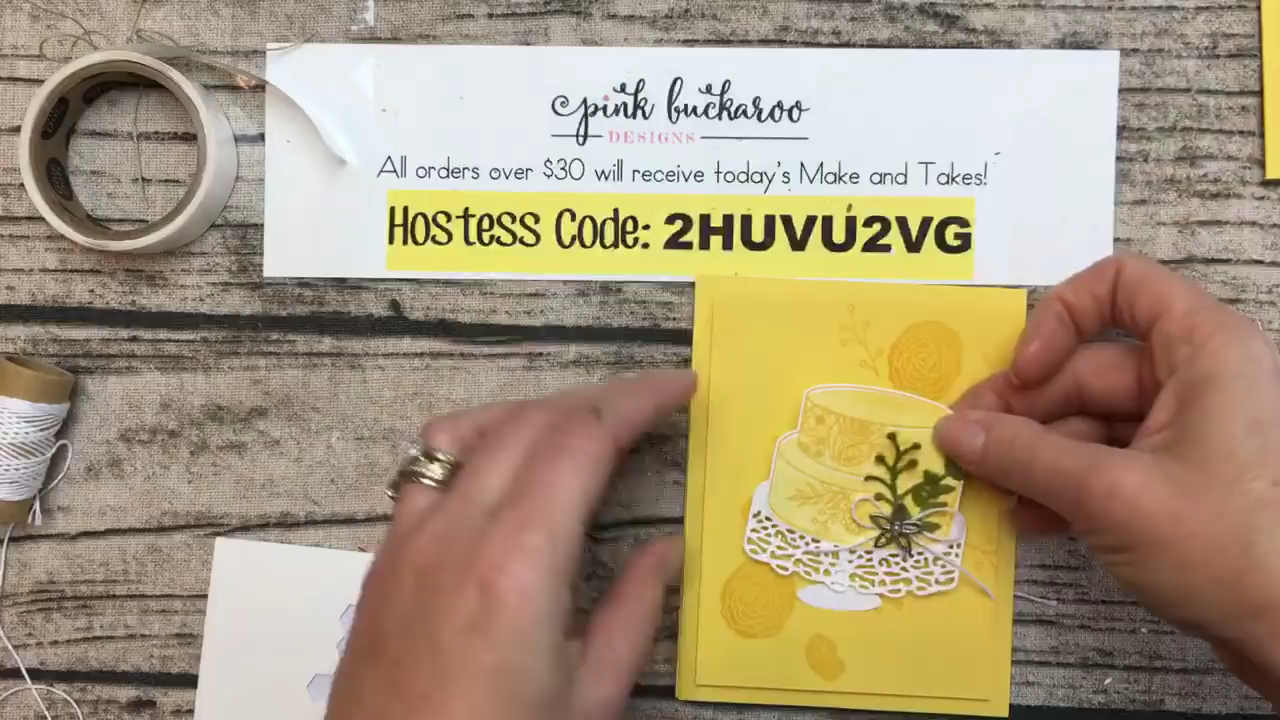 pink buckaroo
DESIGNS
All orders over $30 will receive today's Make and Takes!
Hostess Code: 2HUVU2VG